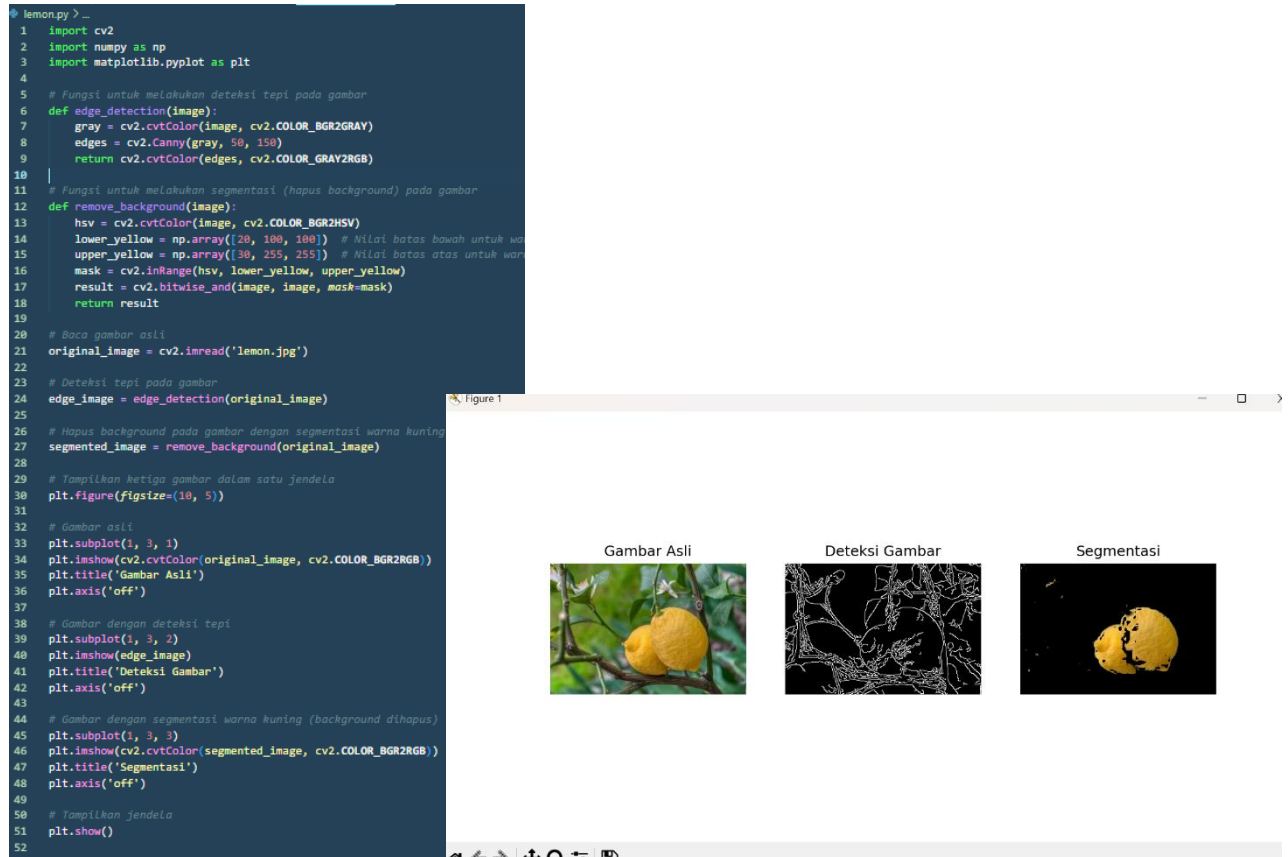 lemon.py > ...
1 import cv2
2 import numpy as np
3 import matplotlib.pyplot as plt
4
5 # Fungsi untuk melakukan deteksi tepi pada gambar
6 def edge_detection(image):
7     gray = cv2.cvtColor(image, cv2.COLOR_BGR2GRAY)
8     edges = cv2.Canny(gray, 50, 150)
9     return cv2.cvtColor(edges, cv2.COLOR_GRAY2RGB)
10
11 # Fungsi untuk melakukan segmentasi (hapus background) pada gambar
12 def remove_background(image):
13     hsv = cv2.cvtColor(image, cv2.COLOR_BGR2HSV)
14     lower_yellow = np.array([20, 100, 100])  # Nilai batas bawah untuk wa
15     upper_yellow = np.array([30, 255, 255])  # Nilai batas atas untuk war
16     mask = cv2.inRange(hsv, lower_yellow, upper_yellow)
17     result = cv2.bitwise_and(image, image, mask=mask)
18     return result
19
20 # Baca gambar asli
21 original_image = cv2.imread('lemon.jpg')
22
23 # Deteksi tepi pada gambar
24 edge_image = edge_detection(original_image)
25
26 # Hapus background pada gambar dengan segmentasi warna kuning
27 segmented_image = remove_background(original_image)
28
29 # Tampilkan ketiga gambar dalam satu jendela
30 plt.figure(figsize=(10, 5))
31
32 # Gambar asli
33 plt.subplot(1, 3, 1)
34 plt.imshow(cv2.cvtColor(original_image, cv2.COLOR_BGR2RGB))
35 plt.title('Gambar Asli')
36 plt.axis('off')
37
38 # Gambar dengan deteksi tepi
39 plt.subplot(1, 3, 2)
40 plt.imshow(edge_image)
41 plt.title('Deteksi Gambar')
42 plt.axis('off')
43
44 # Gambar dengan segmentasi warna kuning (background dihapus)
45 plt.subplot(1, 3, 3)
46 plt.imshow(cv2.cvtColor(segmented_image, cv2.COLOR_BGR2RGB))
47 plt.title('Segmentasi')
48 plt.axis('off')
49
50 # Tampilkan jendela
51 plt.show()
52
Figure 1
Gambar Asli
Deteksi Gambar
Segmentasi